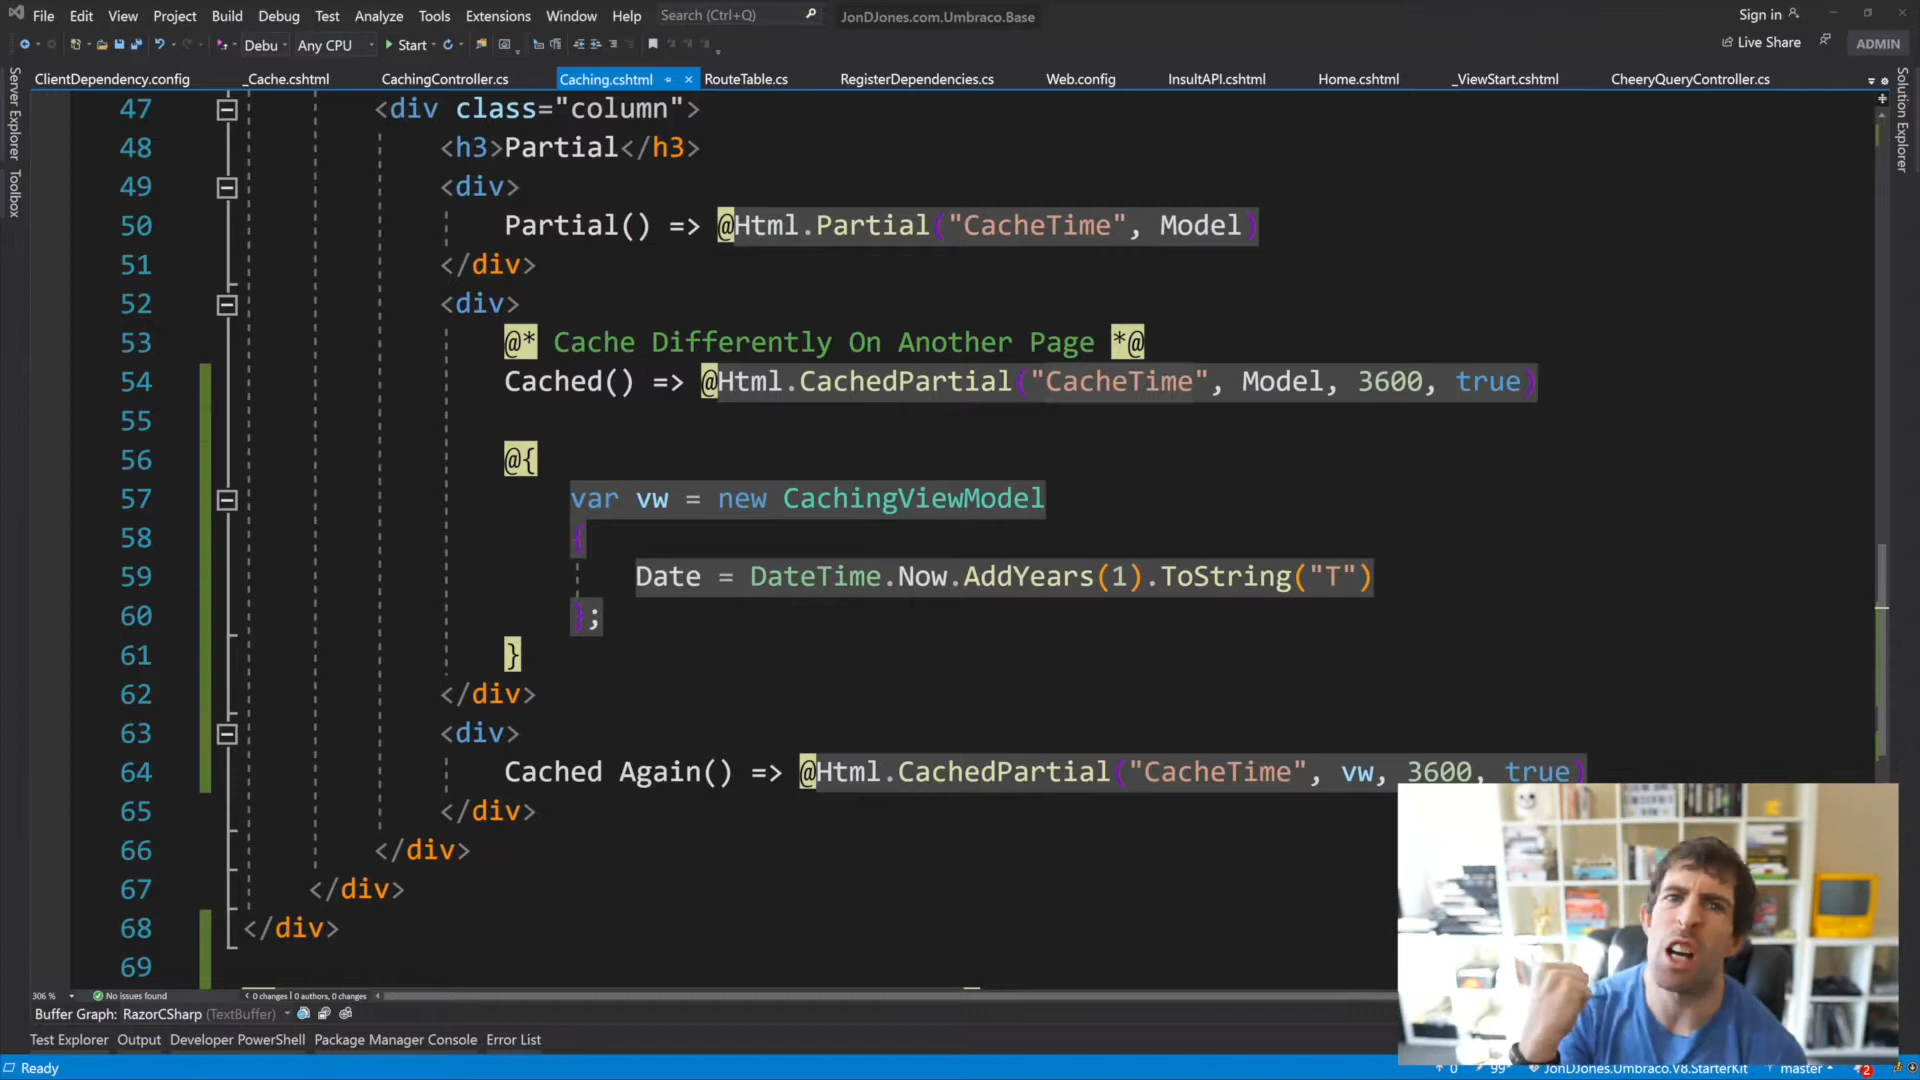 File Edit View Project Build Debug Test Analyze Tools Extensions Window Help Search (Ctrl+Q) JonDJones.com.Umbraco.Base Sign in
Debu Any CPU Start Live Share ADMIN
ClientDependency.config _Cache.cshtml CachingController.cs Caching.cshtml RouteTable.cs RegisterDependencies.cs Web.config InsultAPI.cshtml Home.cshtml _ViewStart.cshtml CheeryQueryController.cs
Server Explorer
Toolbox
Solution Explorer
47 <div class="column">
48 <h3>Partial</h3>
49 <div>
50 Partial() => @Html.Partial("CacheTime", Model)
51 </div>
52 <div>
53 @* Cache Differently On Another Page *@
54 Cached() => @Html.CachedPartial("CacheTime", Model, 3600, true)
55
56 @{
57 var vw = new CachingViewModel
58 {
59 Date = DateTime.Now.AddYears(1).ToString("T")
60 };
61 }
62 </div>
63 <div>
64 Cached Again() => @Html.CachedPartial("CacheTime", vw, 3600, true)
65 </div>
66 </div>
67 </div>
68 </div>
69
306 % No issues found 0 changes | 0 authors, 0 changes
Buffer Graph: RazorCSharp (TextBuffer)
Test Explorer Output Developer PowerShell Package Manager Console Error List
Ready 0 99+ JonDJones.Umbraco.V8.StarterKit master 2